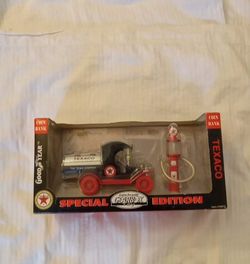 COIN
BANK
COIN
BANK
TEXACO
TEXACO
GOOD YEAR
SPECIAL
EDITION